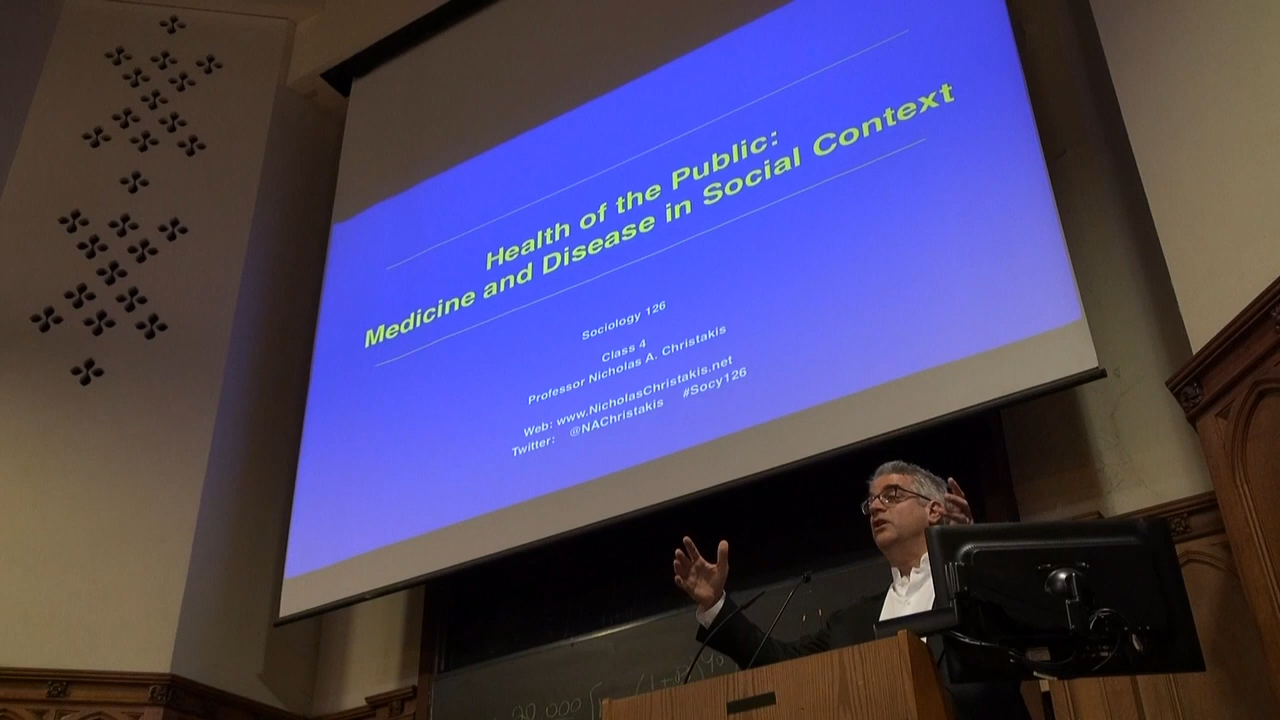 Health of the Public:
Medicine and Disease in Social Context
Sociology 126
Class 4
Professor Nicholas A. Christakis
Web: www.NicholasChristakis.net
Twitter: @NAChristakis #Socy126